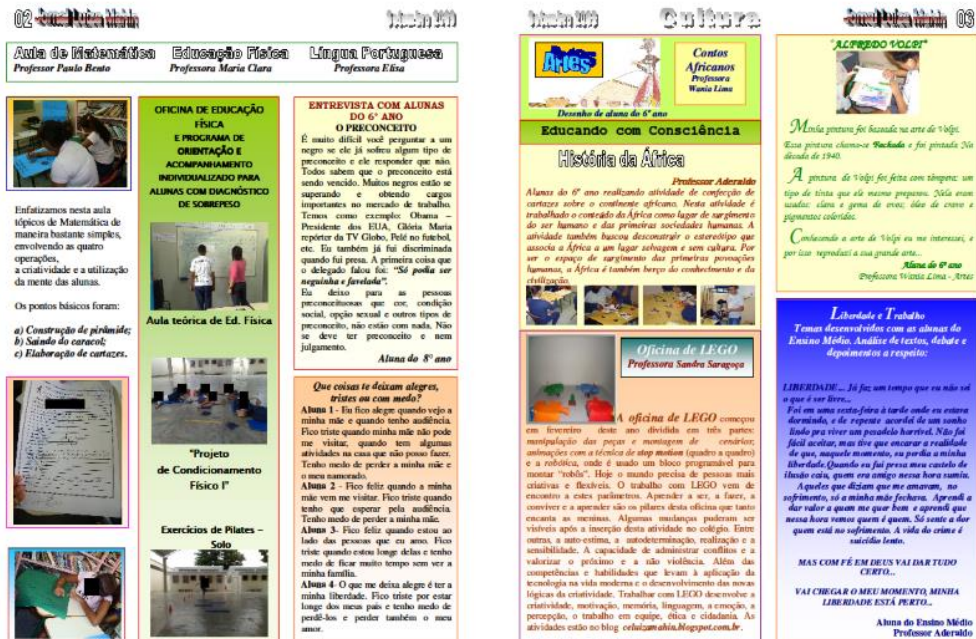 02 Jornal Luiza Mahin
Setembro 2009
Aula de Matemática
Professor Paulo Bento
Educação Física
Professora Maria Clara
Língua Portuguesa
Professora Elisa
Enfatizamos nesta aula
tópicos de Matemática de
maneira bastante simples,
envolvendo as quatro
operações,
a criatividade e a utilização
da mente das alunas.
Os pontos básicos foram:
a) Construção de pirâmide;
b) Saindo do caracol;
c) Elaboração de cartazes.
OFICINA DE EDUCAÇÃO
FÍSICA
E PROGRAMA DE
ORIENTAÇÃO E
ACOMPANHAMENTO
INDIVIDUALIZADO PARA
ALUNAS COM DIAGNÓSTICO
DE SOBREPESO
Aula teórica de Ed. Física
"Projeto
de Condicionamento
Físico I"
Exercícios de Pilates –
Solo
ENTREVISTA COM ALUNAS
DO 6° ANO
O PRECONCEITO
É muito difícil você perguntar a um
negro se ele já sofreu algum tipo de
preconceito e ele responder que não.
Todos sabem que o preconceito está
sendo vencido. Muitos negros estão se
superando e obtendo cargos
importantes no mercado de trabalho.
Temos como exemplo: Obama –
Presidente dos EUA, Glória Maria
repórter da TV Globo, Pelé no futebol,
etc. Eu também já fui discriminada
quando fui presa. A primeira coisa que
o delegado falou foi: "Só podia ser
neguinha e favelada".
Eu deixo para as pessoas
preconceituosas que cor, condição
social, opção sexual e outros tipos de
preconceito, não estão com nada. Não
se deve ter preconceito e nem
julgamento.
Aluna do 8° ano
Que coisas te deixam alegres,
tristes ou com medo?
Aluna 1 - Eu fico alegre quando vejo a
minha mãe e quando tenho audiência.
Fico triste quando minha mãe não pode
me visitar, quando tem algumas
atividades na casa que não posso fazer.
Tenho medo de perder a minha mãe e
o meu namorado.
Aluna 2 - Fico feliz quando a minha
mãe vem me visitar. Fico triste quando
tenho que esperar pela audiência.
Tenho medo de perder a minha mãe.
Aluna 3- Fico feliz quando estou ao
lado das pessoas que eu amo. Fico
triste quando estou longe delas e tenho
medo de ficar muito tempo sem ver a
minha família.
Aluna 4- O que me deixa alegre é ter a
minha liberdade. Fico triste por estar
longe dos meus pais e tenho medo de
perdê-los e perder também o meu
amor.
Setembro 2009
Cultura
Jornal Luiza Mahin 03
Artes
Contos
Africanos
Professora
Wania Lima
Desenho de aluna do 6° ano
Educando com Consciência
História da África
Professor Aderaldo
Alunas do 6° ano realizando atividade de confecção de
cartazes sobre o continente africano. Nesta atividade é
trabalhado o conteúdo da África como lugar de surgimento
do ser humano e das primeiras sociedades humanas. A
atividade também buscou desconstruir o estereótipo que
associa a África a um lugar selvagem e sem cultura. Por
ser o espaço de surgimento das primeiras povoações
humanas, a África é também berço do conhecimento e da
civilização.
Oficina de LEGO
Professora Sandra Saragoça
A oficina de LEGO começou
em fevereiro deste ano dividida em três partes:
manipulação das peças e montagem de cenários;
animações com a técnica de stop motion (quadro a quadro)
e a robótica, onde é usado um bloco programável para
montar "robôs". Hoje o mundo precisa de pessoas mais
criativas e flexíveis. O trabalho com LEGO vem de
encontro a estes parâmetros. Aprender a ser, a fazer, a
conviver e a aprender são os pilares desta oficina que tanto
encanta as meninas. Algumas mudanças puderam ser
visíveis após a inserção desta atividade no colégio. Entre
outras, a auto-estima, a autodeterminação, realização e a
sensibilidade. A capacidade de administrar conflitos e a
valorizar o próximo e a não violência. Além das
competências e habilidades que levam à aplicação da
tecnologia na vida moderna e o desenvolvimento das novas
lógicas da criatividade. Trabalhar com LEGO desenvolve a
criatividade, motivação, memória, linguagem, a emoção, a
percepção, o trabalho em equipe, ética e cidadania. As
atividades estão no blog celuizamahin.blogspot.com.br.
"ALFREDO VOLPI"
Minha pintura foi baseada na arte de Volpi.
Essa pintura chama-se Fachada e foi pintada Na
década de 1940.
A pintura de Volpi foi feita com têmpera; um
tipo de tinta que ele mesmo preparou. Nela eram
usadas: clara e gema de ovos; óleo de cravo e
pigmentos coloridos.
Conhecendo a arte de Volpi eu me interessei, e
por isso reproduzi a sua grande arte...
Aluna do 6° ano
Professora Wania Lima - Artes
Liberdade e Trabalho
Temas desenvolvidos com as alunas do
Ensino Médio. Análise de textos, debate e
depoimentos a respeito:
LIBERDADE... Já faz um tempo que eu não sei
o que é ser livre...
Foi em uma sexta-feira à tarde onde eu estava
dormindo, e de repente acordei de um sonho
lindo pra viver um pesadelo horrível. Não foi
fácil aceitar, mas tive que encarar a realidade
de que, naquele momento, eu perdia a minha
liberdade. Quando eu fui presa meu castelo de
ilusão caiu, quem era amigo nessa hora sumiu.
Aqueles que diziam que me amavam, no
sofrimento, só a minha mãe fechava. Aprendi a
dar valor a quem me quer bem e aprendi que
nessa hora vemos quem é quem. Só sente a dor
quem está no sofrimento. A vida do crime é
suicídio lento.
MAS COM FÉ EM DEUS VAI DAR TUDO
CERTO...
VAI CHEGAR O MEU MOMENTO, MINHA
LIBERDADE ESTÁ PERTO...
Aluna do Ensino Médio
Professor Aderaldo